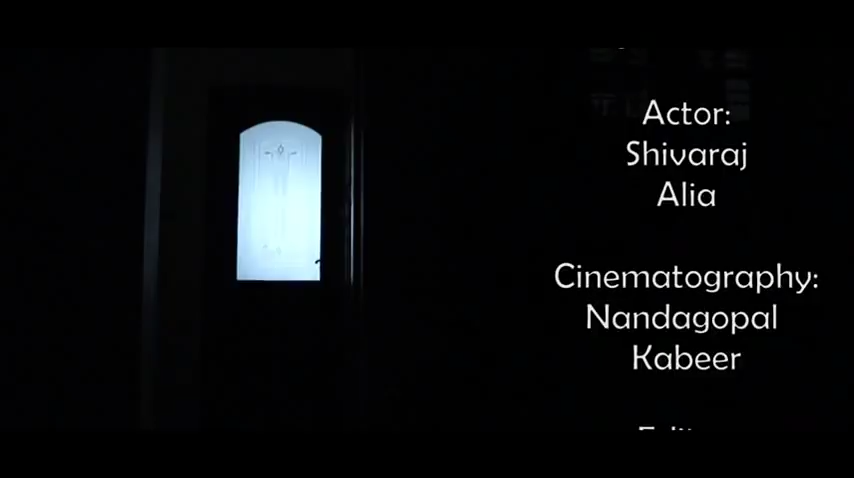 Actor:
Shivaraj
Alia
Cinematography:
Nandagopal
Kabeer